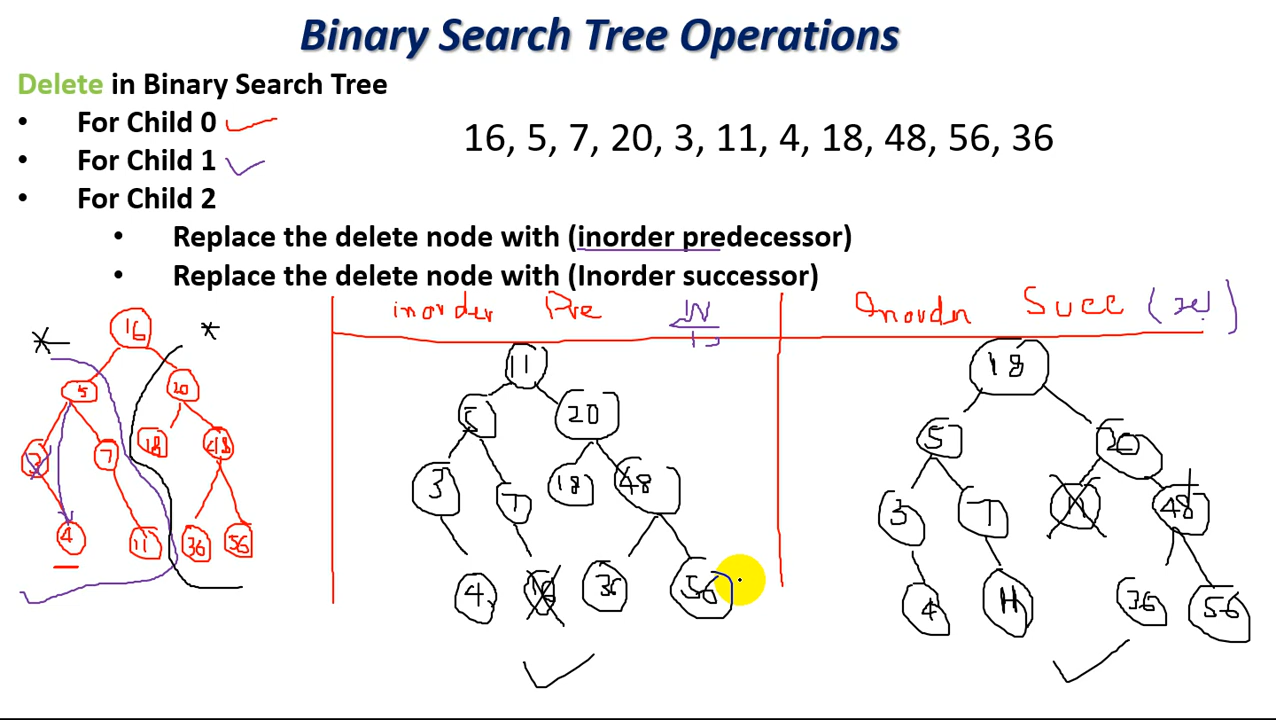 Binary Search Tree Operations
Delete in Binary Search Tree
• For Child 0
• For Child 1
• For Child 2
• Replace the delete node with (inorder predecessor)
• Replace the delete node with (Inorder successor)
16, 5, 7, 20, 3, 11, 4, 18, 48, 56, 36
inorder Pre
Inorder Succ
16
5 20
7 18 48
4 11 36 56
11
5 20
3 7 18 48
4 36 56
18
5 20
3 7 48
4 11 36 56